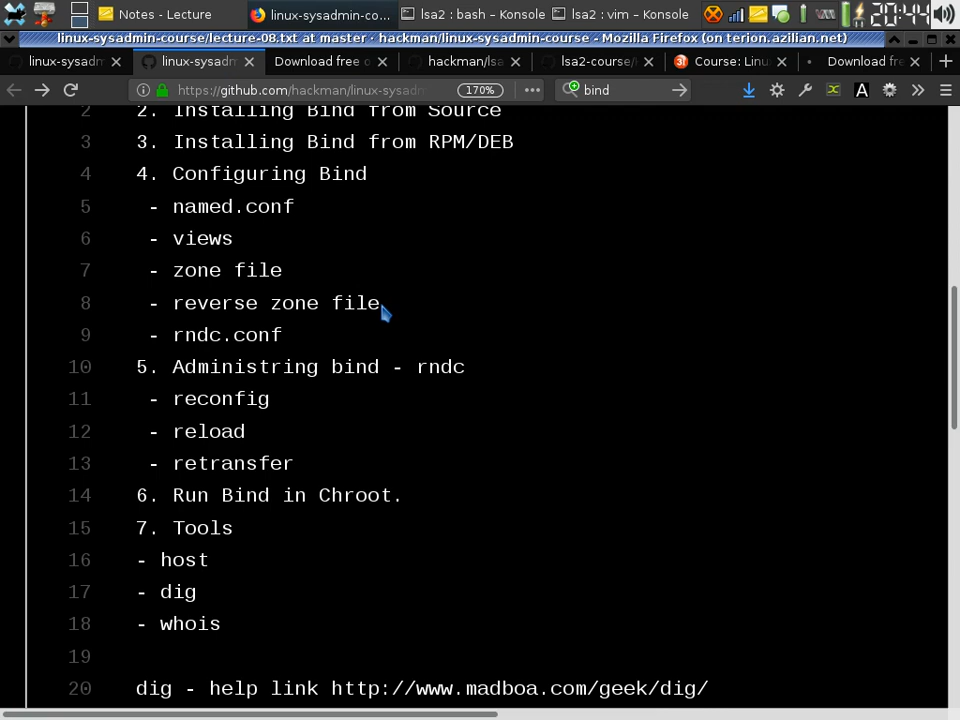 Notes - Lecture
linux-sysadmin-co...
lsa2 : bash – Konsole
lsa2 : vim – Konsole
20:44
linux-sysadmin-course/lecture-08.txt at master · hackman/linux-sysadmin-course - Mozilla Firefox (on terion.azilian.net)
linux-sysadm
linux-sysadm
Download free o
hackman/lsa
lsa2-course/
Course: Linu
Download free
https://github.com/hackman/linux-sysadm
170%
bind
2 2. Installing Bind from Source
3 3. Installing Bind from RPM/DEB
4 4. Configuring Bind
5 - named.conf
6 - views
7 - zone file
8 - reverse zone file
9 - rndc.conf
10 5. Administring bind - rndc
11 - reconfig
12 - reload
13 - retransfer
14 6. Run Bind in Chroot.
15 7. Tools
16 - host
17 - dig
18 - whois
19
20 dig - help link http://www.madboa.com/geek/dig/